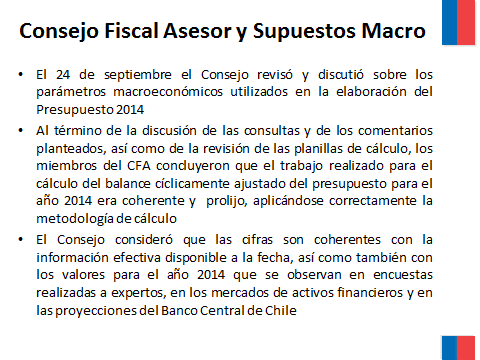 Consejo Fiscal Asesor y Supuestos Macro
• El 24 de septiembre el Consejo revisó y discutió sobre los
parámetros macroeconómicos utilizados en la elaboración del
Presupuesto 2014
• Al término de la discusión de las consultas y de los comentarios
planteados, así como de la revisión de las planillas de cálculo, los
miembros del CFA concluyeron que el trabajo realizado para el
cálculo del balance cíclicamente ajustado del presupuesto para el
año 2014 era coherente y prolijo, aplicándose correctamente la
metodología de cálculo
• El Consejo consideró que las cifras son coherentes con la
información efectiva disponible a la fecha, así como también con
los valores para el año 2014 que se observan en encuestas
realizadas a expertos, en los mercados de activos financieros y en
las proyecciones del Banco Central de Chile